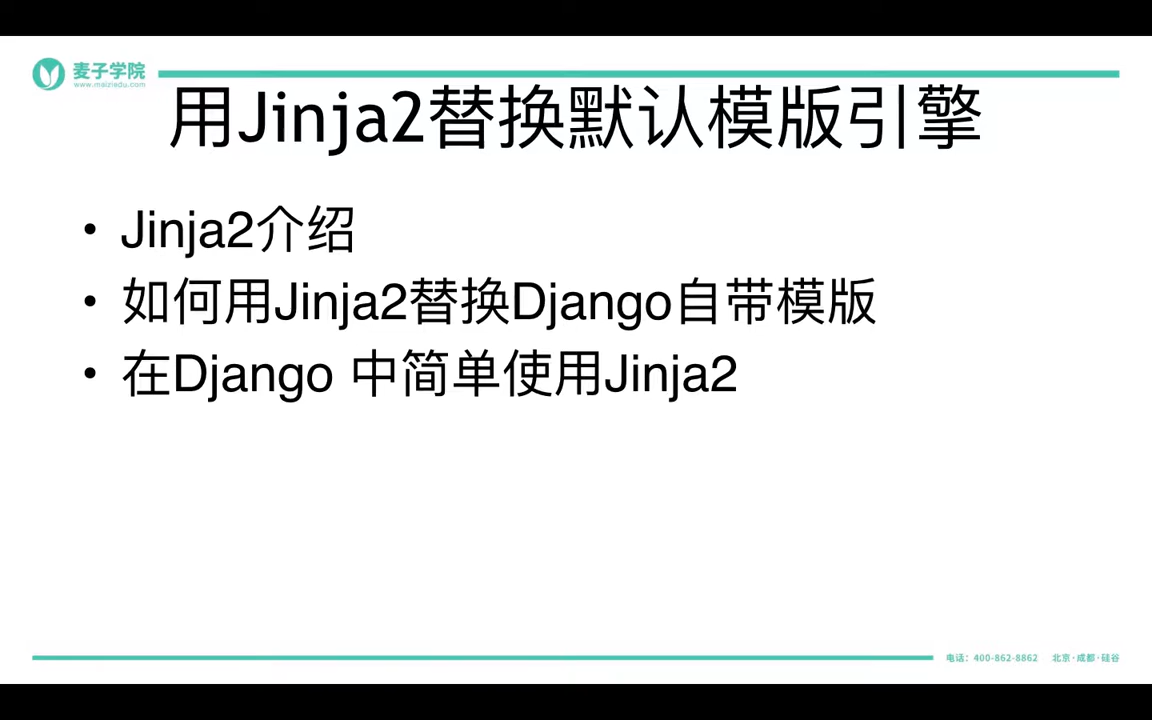 麦子学院
www.maiziedu.com
用Jinja2替换默认模版引擎
• Jinja2介绍
• 如何用Jinja2替换Django自带模版
• 在Django 中简单使用Jinja2
电话：400-862-8862 北京·成都·硅谷